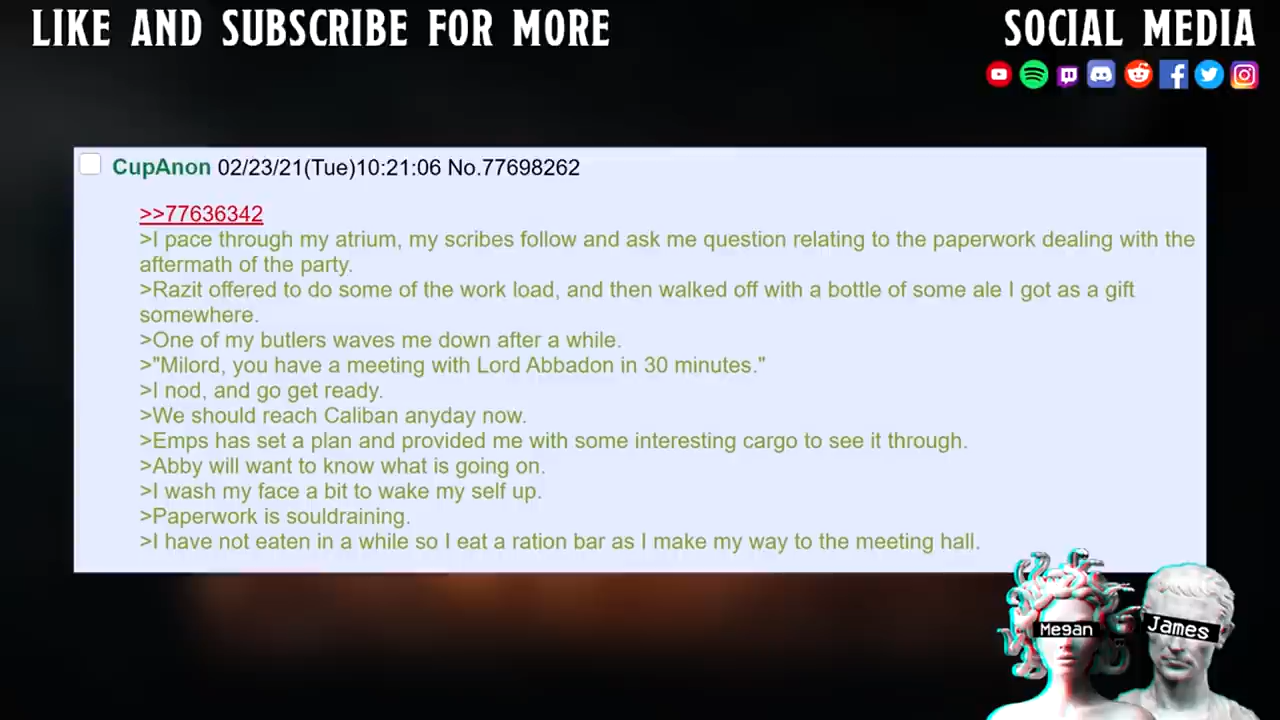 LIKE AND SUBSCRIBE FOR MORE
SOCIAL MEDIA
CupAnon 02/23/21(Tue)10:21:06 No.77698262
>>77636342
>I pace through my atrium, my scribes follow and ask me question relating to the paperwork dealing with the
aftermath of the party.
>Razit offered to do some of the work load, and then walked off with a bottle of some ale I got as a gift
somewhere.
>One of my butlers waves me down after a while.
>"Milord, you have a meeting with Lord Abbadon in 30 minutes."
>I nod, and go get ready.
>We should reach Caliban anyday now.
>Emps has set a plan and provided me with some interesting cargo to see it through.
>Abby will want to know what is going on.
>I wash my face a bit to wake my self up.
>Paperwork is souldraining.
>I have not eaten in a while so I eat a ration bar as I make my way to the meeting hall.
Megan
James